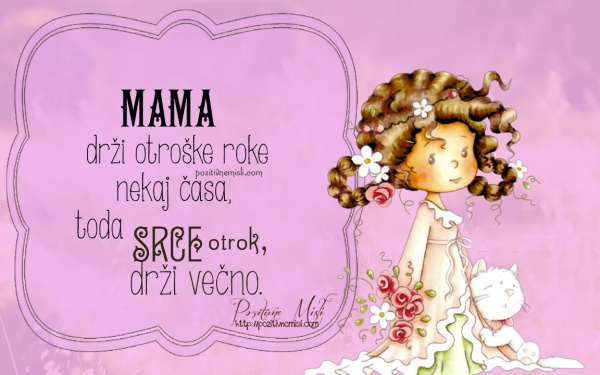 MAMA
drži otroške roke
pozitivnemisli.com
nekaj časa,
toda SRCE otrok,
drži večno.
Pozitivne Misli
http://pozitivnemisli.com